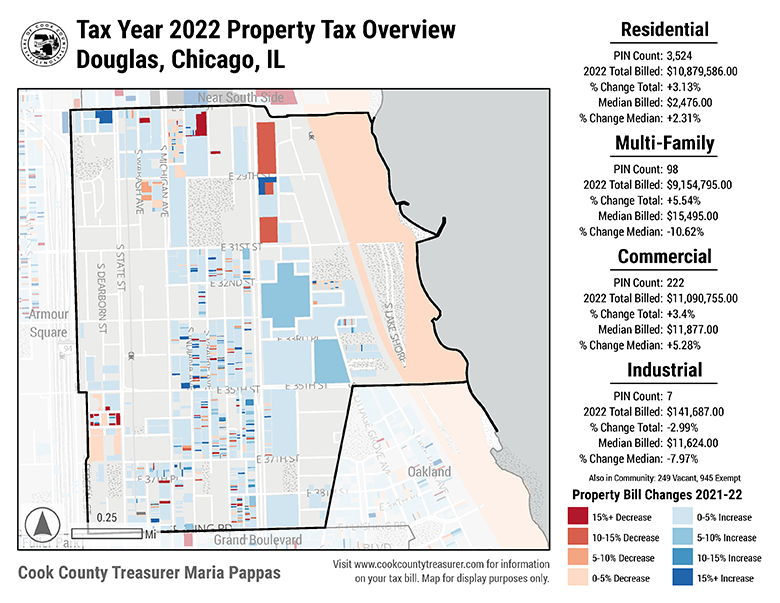 Tax Year 2022 Property Tax Overview
Douglas, Chicago, IL
Near South Side
E 29TH ST
S MICHIGAN AVE
S WABASH AVE
S STATE ST
S DEARBORN ST
E 31ST ST
E 32ND ST
Armour
Square
S LAKE SHORE
E 33RD PL
E 35TH ST
E 35TH ST
E 37TH ST
Oakland
0.25
Mi
Grand Boulevard
Cook County Treasurer Maria Pappas
Visit www.cookcountytreasurer.com for information
on your tax bill. Map for display purposes only.
Residential
PIN Count: 3,524
2022 Total Billed: $10,879,586.00
% Change Total: +3.13%
Median Billed: $2,476.00
% Change Median: +2.31%
Multi-Family
PIN Count: 98
2022 Total Billed: $9,154,795.00
% Change Total: +5.54%
Median Billed: $15,495.00
% Change Median: -10.62%
Commercial
PIN Count: 222
2022 Total Billed: $11,090,755.00
% Change Total: +3.4%
Median Billed: $11,877.00
% Change Median: +5.28%
Industrial
PIN Count: 7
2022 Total Billed: $141,687.00
% Change Total: -2.99%
Median Billed: $11,624.00
% Change Median: -7.97%
Also in Community: 249 Vacant, 945 Exempt
Property Bill Changes 2021-22
15%+ Decrease
10-15% Decrease
5-10% Decrease
0-5% Decrease
0-5% Increase
5-10% Increase
10-15% Increase
15%+ Increase